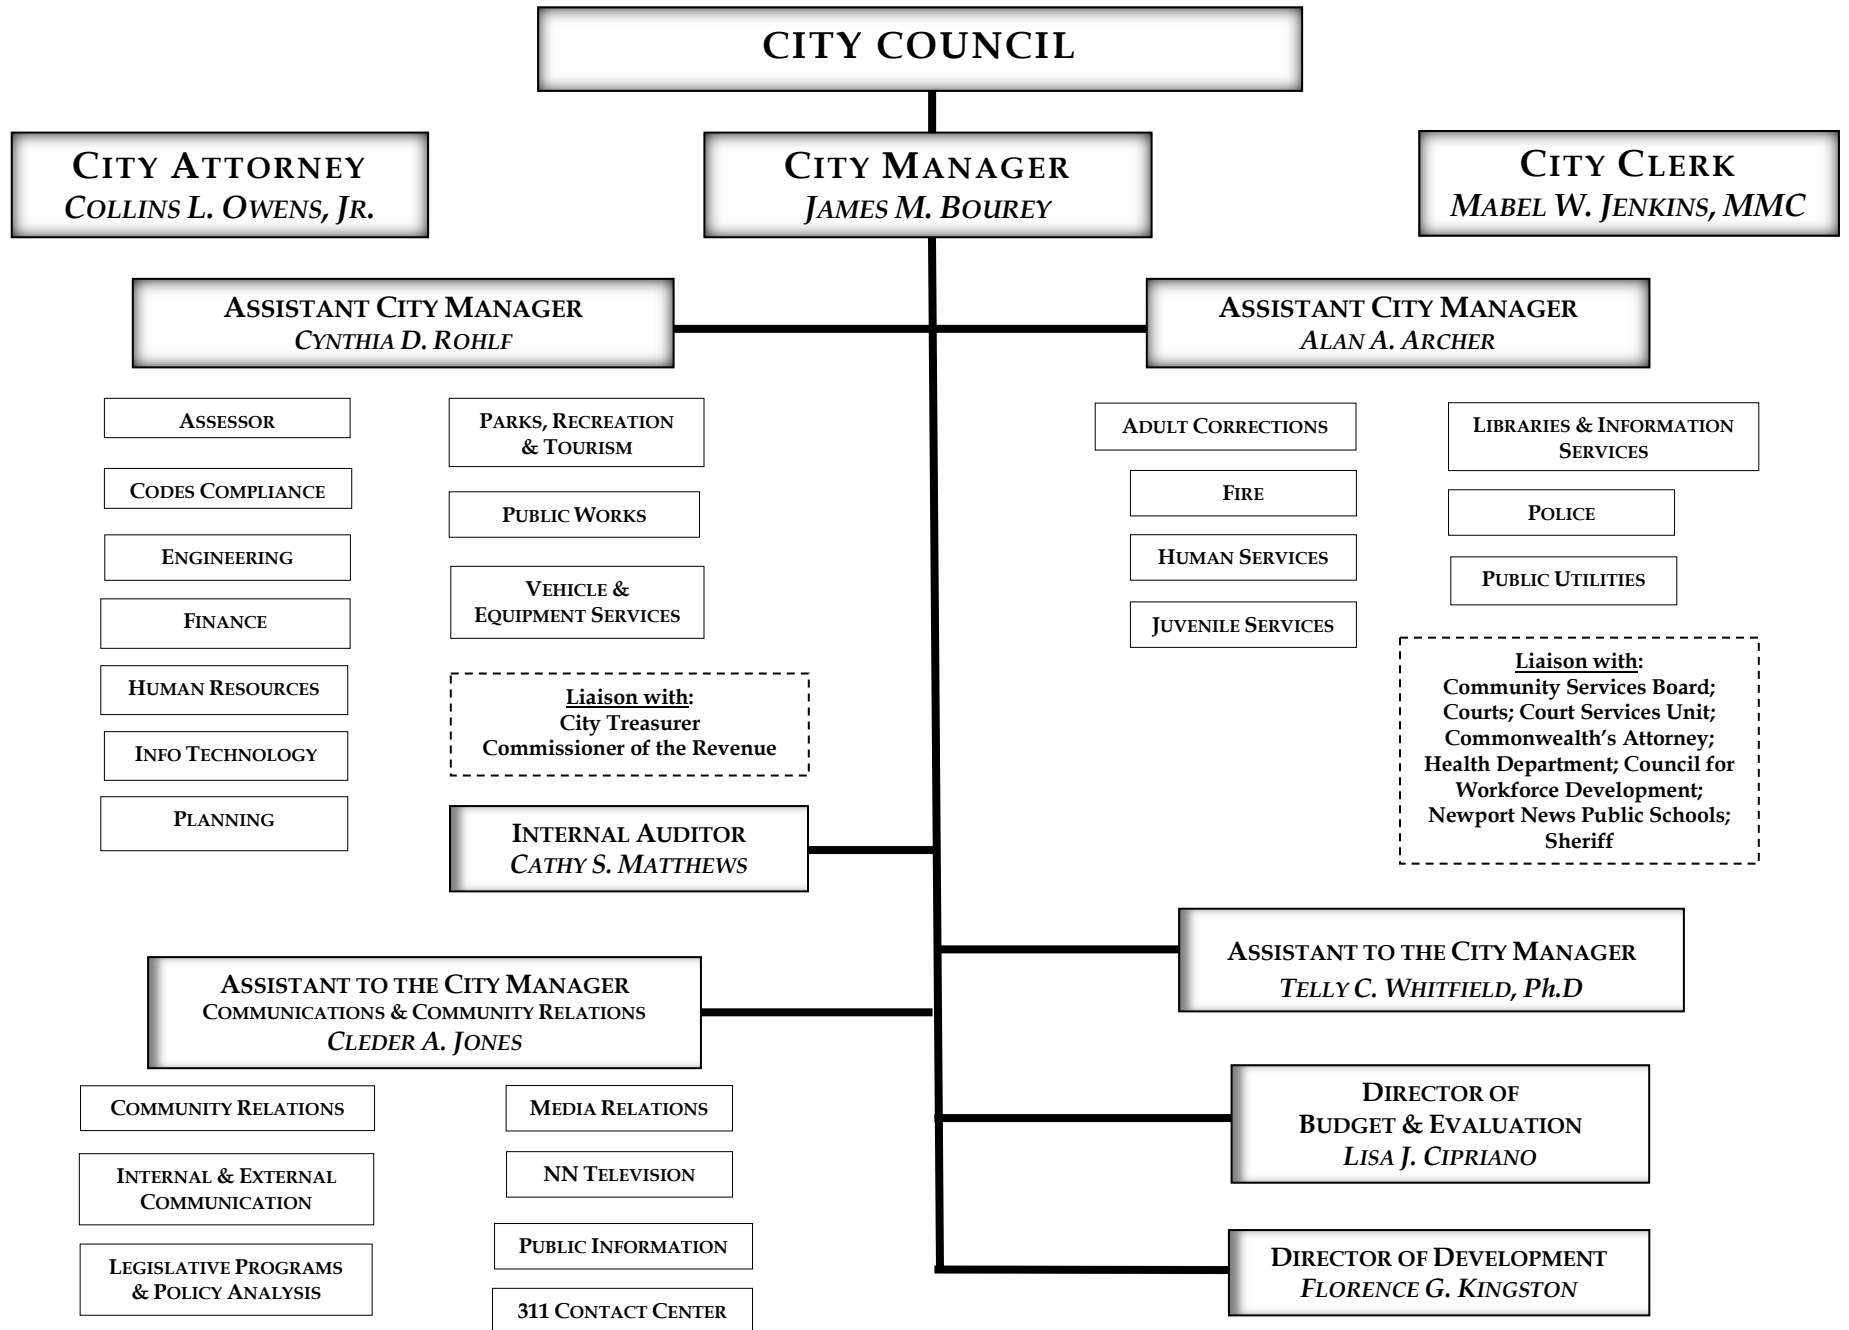 CITY COUNCIL
CITY ATTORNEY
COLLINS L. OWENS, JR.
CITY MANAGER
JAMES M. BOUREY
CITY CLERK
MABEL W. JENKINS, MMC
ASSISTANT CITY MANAGER
CYNTHIA D. ROHLF
ASSESSOR
CODES COMPLIANCE
ENGINEERING
FINANCE
HUMAN RESOURCES
INFO TECHNOLOGY
PLANNING
PARKS, RECREATION
& TOURISM
PUBLIC WORKS
VEHICLE &
EQUIPMENT SERVICES
Liaison with:
City Treasurer
Commissioner of the Revenue
ASSISTANT CITY MANAGER
ALAN A. ARCHER
ADULT CORRECTIONS
FIRE
HUMAN SERVICES
JUVENILE SERVICES
LIBRARIES & INFORMATION
SERVICES
POLICE
PUBLIC UTILITIES
Liaison with:
Community Services Board;
Courts; Court Services Unit;
Commonwealth's Attorney;
Health Department; Council for
Workforce Development;
Newport News Public Schools;
Sheriff
INTERNAL AUDITOR
CATHY S. MATTHEWS
ASSISTANT TO THE CITY MANAGER
TELLY C. WHITFIELD, Ph.D
ASSISTANT TO THE CITY MANAGER
COMMUNICATIONS & COMMUNITY RELATIONS
CLEDER A. JONES
COMMUNITY RELATIONS
INTERNAL & EXTERNAL
COMMUNICATION
LEGISLATIVE PROGRAMS
& POLICY ANALYSIS
MEDIA RELATIONS
NN TELEVISION
PUBLIC INFORMATION
311 CONTACT CENTER
DIRECTOR OF
BUDGET & EVALUATION
LISA J. CIPRIANO
DIRECTOR OF DEVELOPMENT
FLORENCE G. KINGSTON